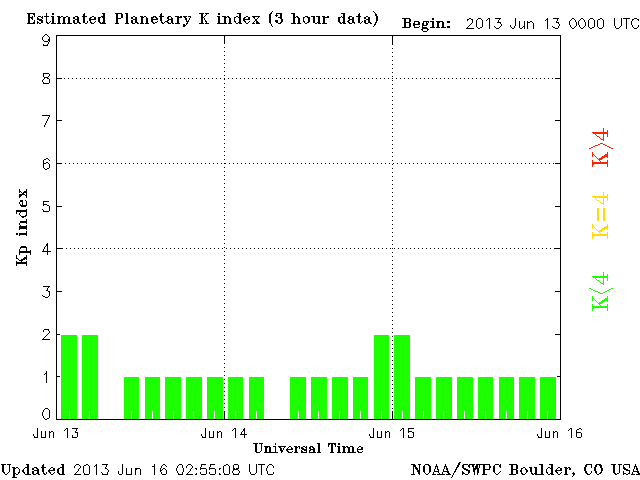 Estimated Planetary K index (3 hour data) Begin: 2013 Jun 13 0000 UTC
9
8
7
6
5
4
3
2
1
0
Kp index
K>4
K=4
K<4
Jun 13 Jun 14 Jun 15 Jun 16
Universal Time
Updated 2013 Jun 16 02:55:08 UTC NOAA/SWPC Boulder, CO USA